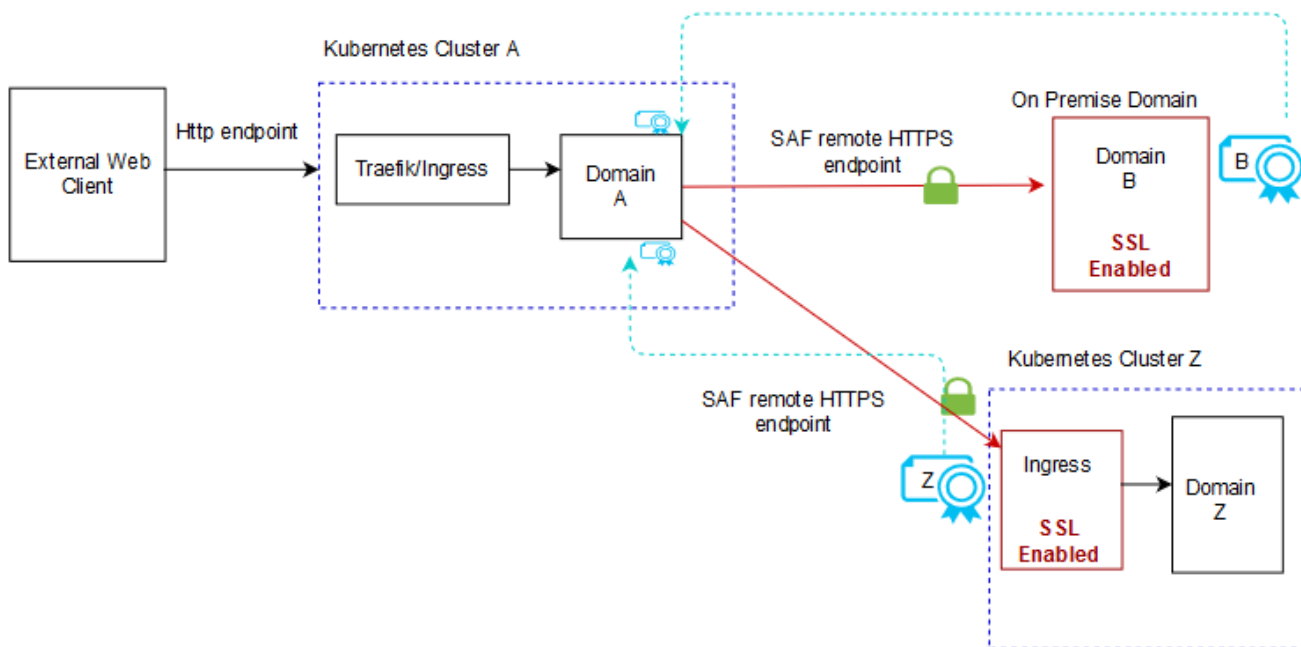 Kubernetes Cluster A
External Web
Client
Http endpoint
Traefik/Ingress
Domain
A
SAF remote HTTPS
endpoint
On Premise Domain
Domain
B
SSL
Enabled
B
SAF remote HTTPS
endpoint
Kubernetes Cluster Z
Z
Ingress
SSL
Enabled
Domain
Z